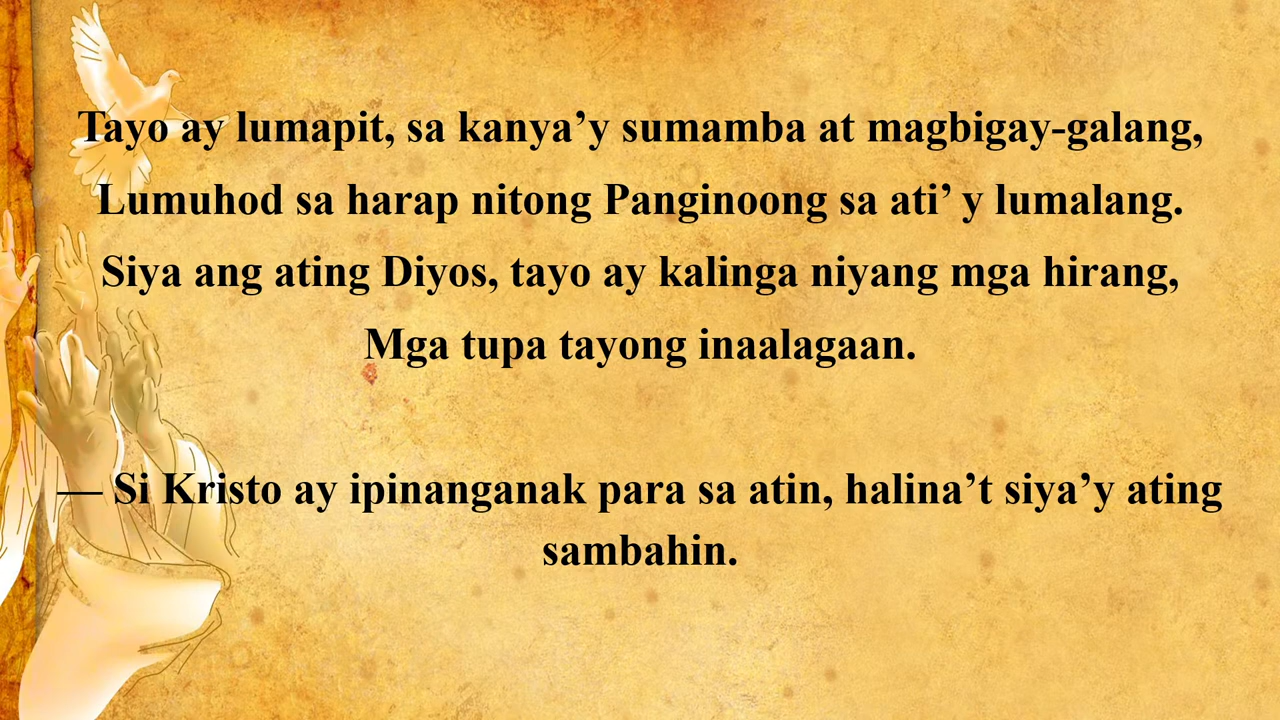 Tayo ay lumapit, sa kanya’y sumamba at magbigay-galang,
Lumuhod sa harap nitong Panginoong sa ati’ y lumalang.
Siya ang ating Diyos, tayo ay kalinga niyang mga hirang,
Mga tupa tayong inaalagaan.
— Si Kristo ay ipinanganak para sa atin, halina’t siya’y ating
sambahin.